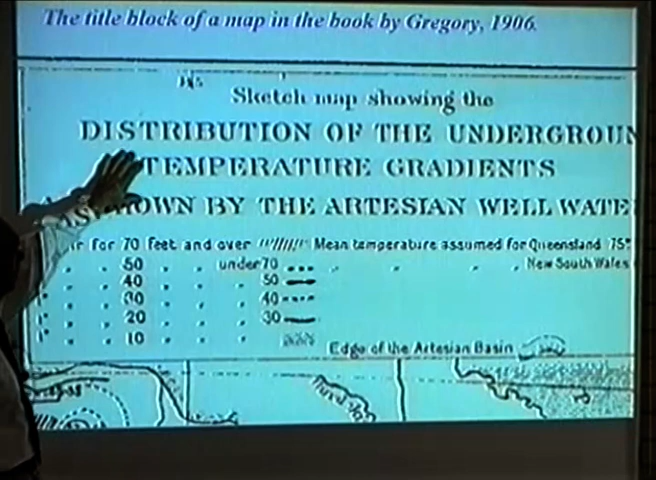 The title block of a map in the book by Gregory, 1906.
Sketch map showing the
DISTRIBUTION OF THE UNDERGROUN
TEMPERATURE GRADIENTS
AS SHOWN BY THE ARTESIAN WELL WATE
for 70 feet and over Mean temperature assumed for Queensland 75°
50 under 70 New South Wales
40 50
30 40
20 30
10
Edge of the Artesian Basin